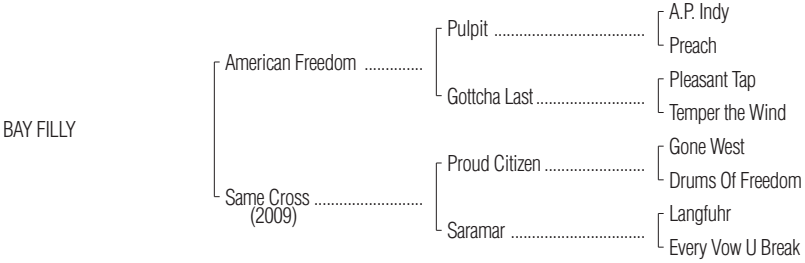 A.P. Indy
Pulpit ..................................
Preach
American Freedom ..............
Pleasant Tap
Gottcha Last ........................
Temper the Wind
BAY FILLY
Gone West
Proud Citizen ......................
Drums Of Freedom
Same Cross ........................
(2009)
Langfuhr
Saramar ..............................
Every Vow U Break